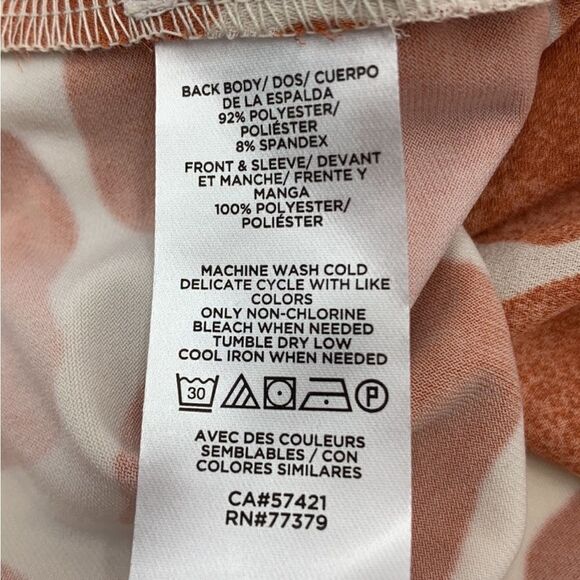 BACK BODY/ DOS/ CUERPO
DE LA ESPALDA
92% POLYESTER/
POLIÉSTER
8% SPANDEX
FRONT & SLEEVE/ DEVANT
ET MANCHE/ FRENTE Y
MANGA
100% POLYESTER/
POLIÉSTER
MACHINE WASH COLD
DELICATE CYCLE WITH LIKE
COLORS
ONLY NON-CHLORINE
BLEACH WHEN NEEDED
TUMBLE DRY LOW
COOL IRON WHEN NEEDED
30 P
AVEC DES COULEURS
SEMBLABLES / CON
COLORES SIMILARES
CA#57421
RN#77379